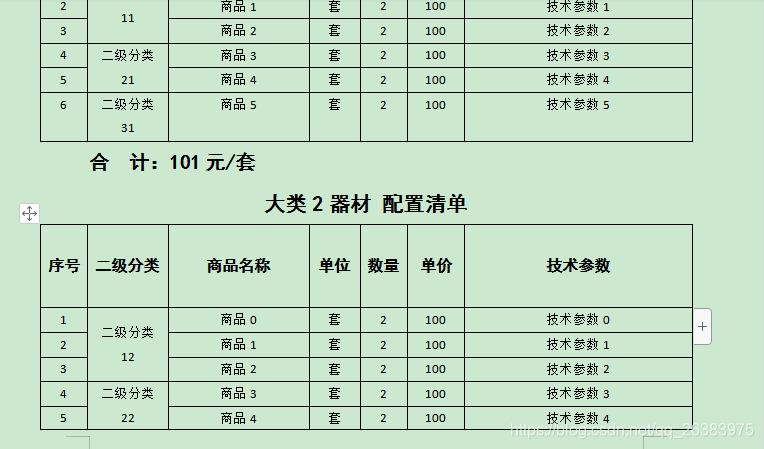 2 商品 1 套 2 100 技术参数 1
11
3 商品 2 套 2 100 技术参数 2
4 二级分类 商品 3 套 2 100 技术参数 3
5 21 商品 4 套 2 100 技术参数 4
6 二级分类 商品 5 套 2 100 技术参数 5
31
合 计：101 元/套
大类 2 器材 配置清单
序号 二级分类 商品名称 单位 数量 单价 技术参数
1 商品 0 套 2 100 技术参数 0
二级分类
2 商品 1 套 2 100 技术参数 1
12
3 商品 2 套 2 100 技术参数 2
4 二级分类 商品 3 套 2 100 技术参数 3
5 22 商品 4 套 2 100 技术参数 4
https://blog.csdn.net/qq_26383975